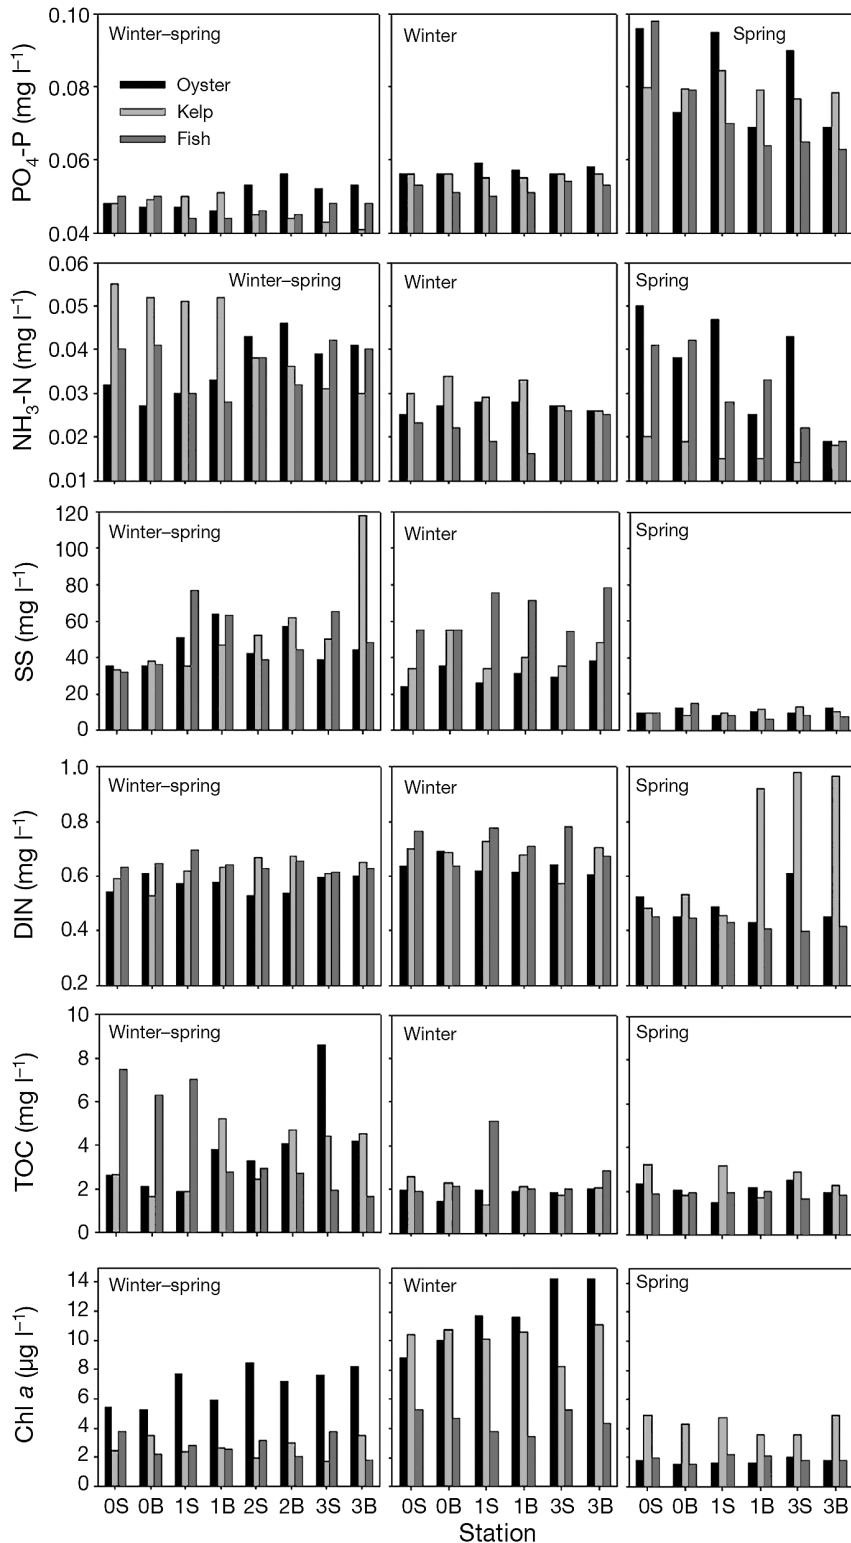 PO4-P (mg l–1)
0.10
0.08
0.06
0.04
Winter–spring
Oyster
Kelp
Fish
Winter
Spring
NH3-N (mg l–1)
0.06
0.05
0.04
0.03
0.02
0.01
Winter–spring
Winter
Spring
SS (mg l–1)
120
100
80
60
40
20
0
Winter–spring
Winter
Spring
DIN (mg l–1)
1.0
0.8
0.6
0.4
0.2
Winter–spring
Winter
Spring
TOC (mg l–1)
10
8
6
4
2
0
Winter–spring
Winter
Spring
Chl a (µg l–1)
14
12
10
8
6
4
2
0
Winter–spring
Winter
Spring
0S 0B 1S 1B 2S 2B 3S 3B 0S 0B 1S 1B 3S 3B 0S 0B 1S 1B 3S 3B
Station